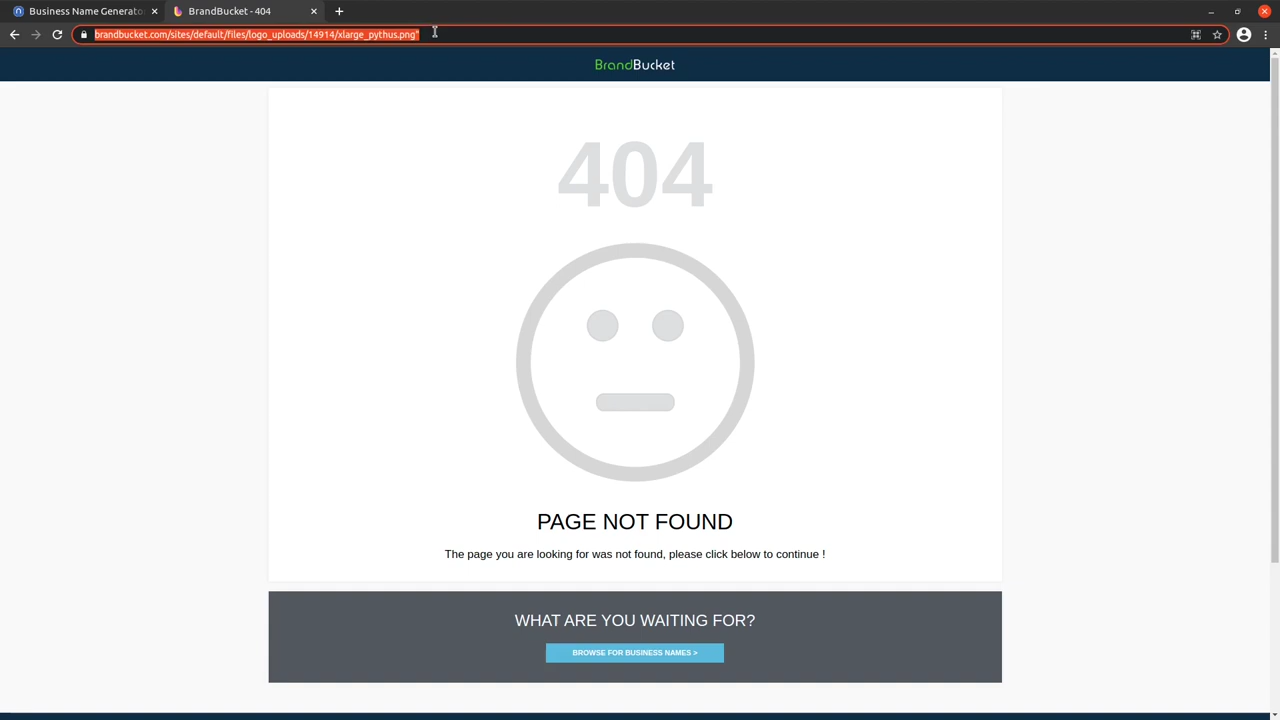 Business Name Generato
BrandBucket - 404
brandbucket.com/sites/default/files/logo_uploads/14914/xlarge_pythus.png"
BrandBucket
404
PAGE NOT FOUND
The page you are looking for was not found, please click below to continue !
WHAT ARE YOU WAITING FOR?
BROWSE FOR BUSINESS NAMES >